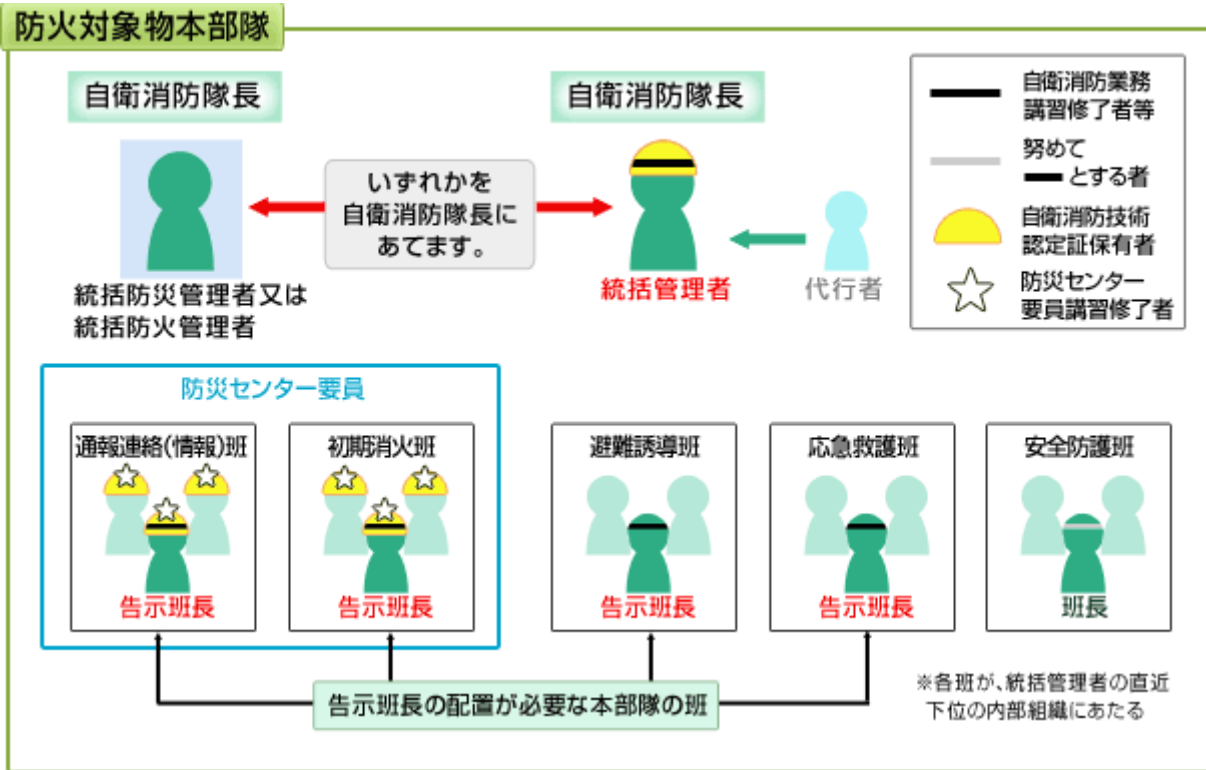 防火対象物本部隊
自衛消防隊長
自衛消防隊長
いずれかを
自衛消防隊長に
あてます。
統括防災管理者又は
統括防火管理者
統括管理者
代行者
自衛消防業務
講習修了者等
努めて
とする者
自衛消防技術
認定証保有者
防災センター
要員講習修了者
防災センター要員
通報連絡(情報)班
初期消火班
避難誘導班
応急救護班
安全防護班
告示班長
告示班長
告示班長
告示班長
班長
告示班長の配置が必要な本部隊の班
※各班が、統括管理者の直近
下位の内部組織にあたる